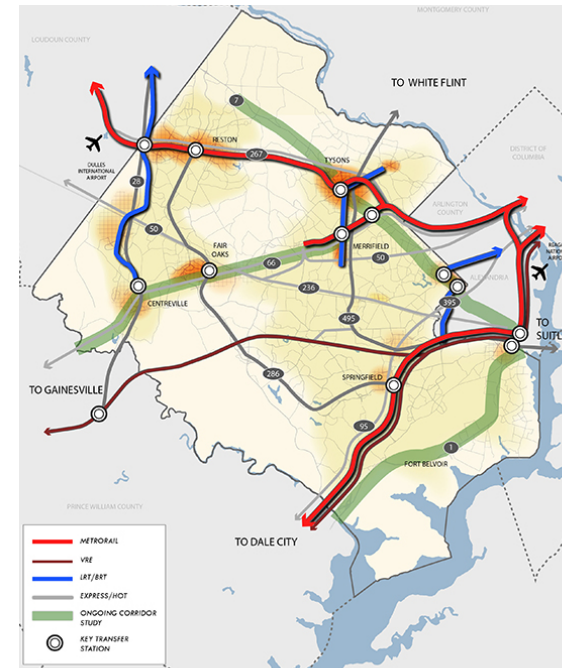 MONTGOMERY COUNTY
LOUDOUN COUNTY
TO WHITE FLINT
7
RESTON
TYSONS
DISTRICT OF
COLUMBIA
DULLES
INTERNATIONAL
AIRPORT
267
28
ARLINGTON
COUNTY
50
FAIR
OAKS
MERRIFIELD
50
66
ALEXANDRIA
CENTREVILLE
236
395
495
TO
SUITL
TO GAINESVILLE
286
SPRINGFIELD
95
1
FORT BELVOIR
PRINCE WILLIAM COUNTY
TO DALE CITY
METRORAIL
VRE
LRT/BRT
EXPRESS/HOT
ONGOING CORRIDOR
STUDY
KEY TRANSFER
STATION